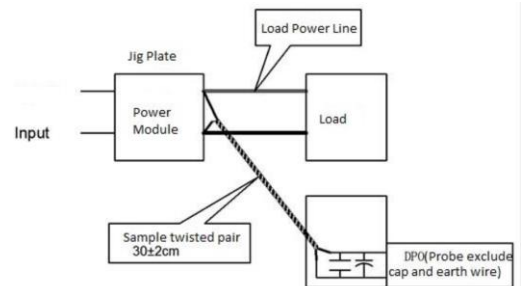 Load Power Line
Jig Plate
Power
Module
Load
Input
Sample twisted pair
30±2cm
DPO(Probe exclude
cap and earth wire)